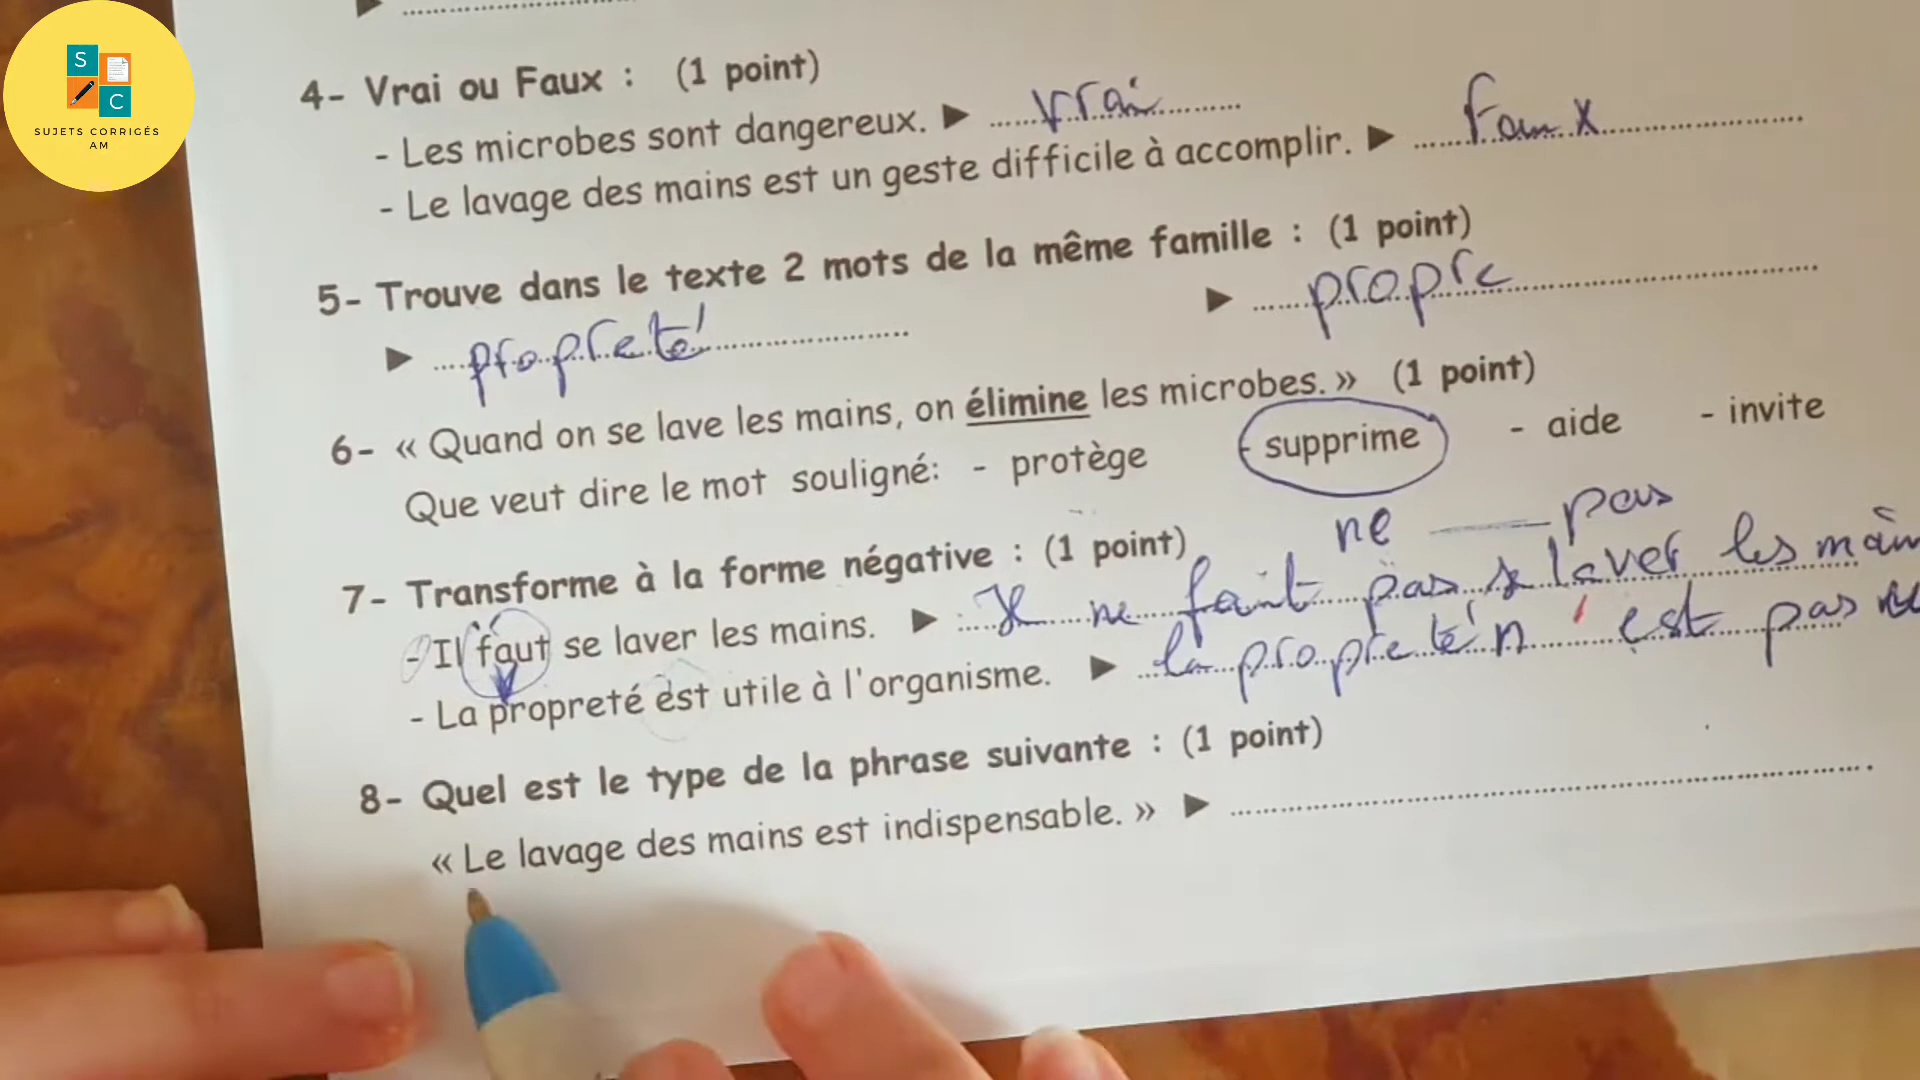 S
C
SUJETS CORRIGÉS
AM
4- Vrai ou Faux : (1 point)
- Les microbes sont dangereux. ► vrai
- Le lavage des mains est un geste difficile à accomplir. ► Faux
5- Trouve dans le texte 2 mots de la même famille : (1 point)
► propreté ► propre
6- « Quand on se lave les mains, on élimine les microbes. » (1 point)
Que veut dire le mot souligné: - protège - supprime - aide - invite
ne pas
7- Transforme à la forme négative : (1 point)
- Il faut se laver les mains. ► Il ne faut pas se laver les main
- La propreté est utile à l'organisme. ► la propreté n'est pas
8- Quel est le type de la phrase suivante : (1 point)
« Le lavage des mains est indispensable. » ►